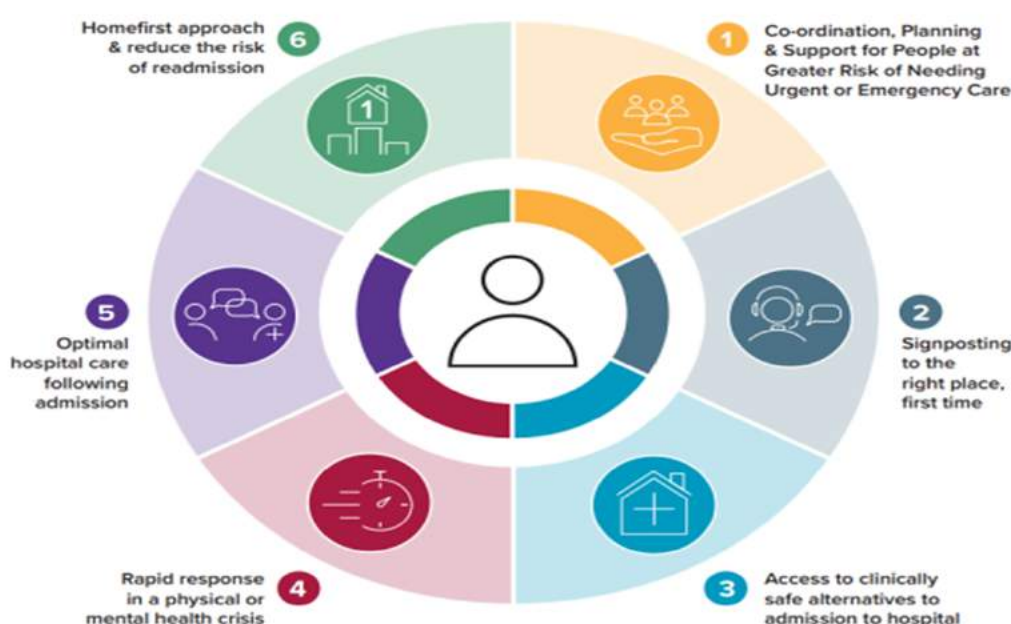 1
Co-ordination, Planning
& Support for People at
Greater Risk of Needing
Urgent or Emergency Care
2
Signposting
to the
right place,
first time
3
Access to clinically
safe alternatives to
admission to hospital
4
Rapid response
in a physical or
mental health crisis
5
Optimal
hospital care
following
admission
6
Homefirst approach
& reduce the risk
of readmission
1